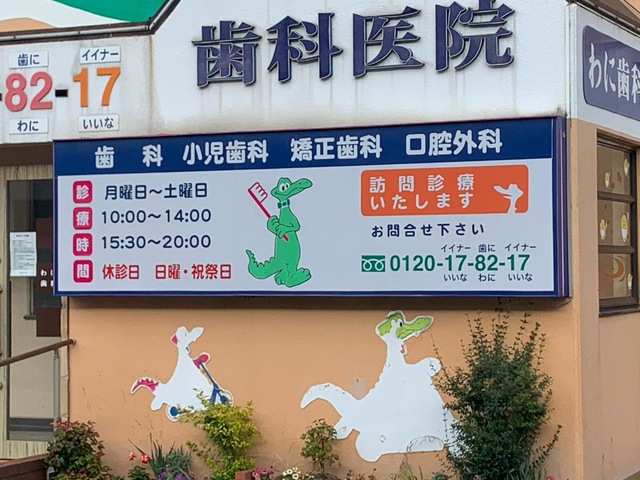 歯科医院
歯に イイナー
-82-17
わに いいな
わに歯科
歯科 小児歯科 矯正歯科 口腔外科
診療時間
月曜日～土曜日
10:00～14:00
15:30～20:00
休診日 日曜・祝祭日
訪問診療
いたします
お問合せ下さい
イイナー 歯に イイナー
0120-17-82-17
いいな わに いいな